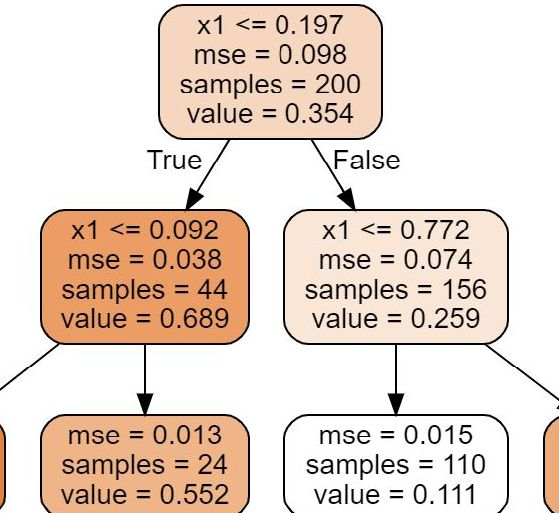 x1 <= 0.197
mse = 0.098
samples = 200
value = 0.354
True
False
x1 <= 0.092
mse = 0.038
samples = 44
value = 0.689
x1 <= 0.772
mse = 0.074
samples = 156
value = 0.259
mse = 0.013
samples = 24
value = 0.552
mse = 0.015
samples = 110
value = 0.111